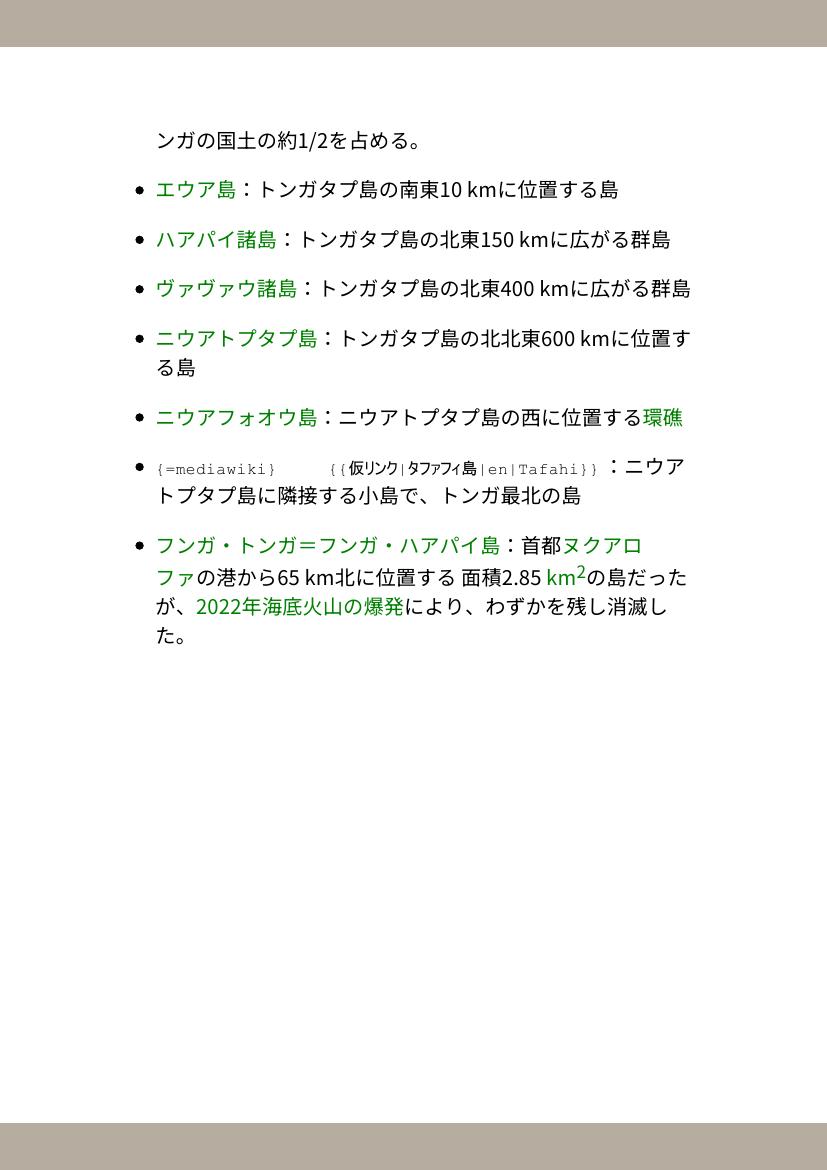 ンガの国土の約1/2を占める。
• エウア島：トンガタプ島の南東10 kmに位置する島
• ハアパイ諸島：トンガタプ島の北東150 kmに広がる群島
• ヴァヴァウ諸島：トンガタプ島の北東400 kmに広がる群島
• ニウアトプタプ島：トンガタプ島の北北東600 kmに位置す
る島
• ニウアフォオウ島：ニウアトプタプ島の西に位置する環礁
• {=mediawiki} {{仮リンク|タファフィ島|en|Tafahi}} ：ニウア
トプタプ島に隣接する小島で、トンガ最北の島
• フンガ・トンガ＝フンガ・ハアパイ島：首都ヌクアロ
ファの港から65 km北に位置する 面積2.85 km²の島だった
が、2022年海底火山の爆発により、わずかを残し消滅し
た。